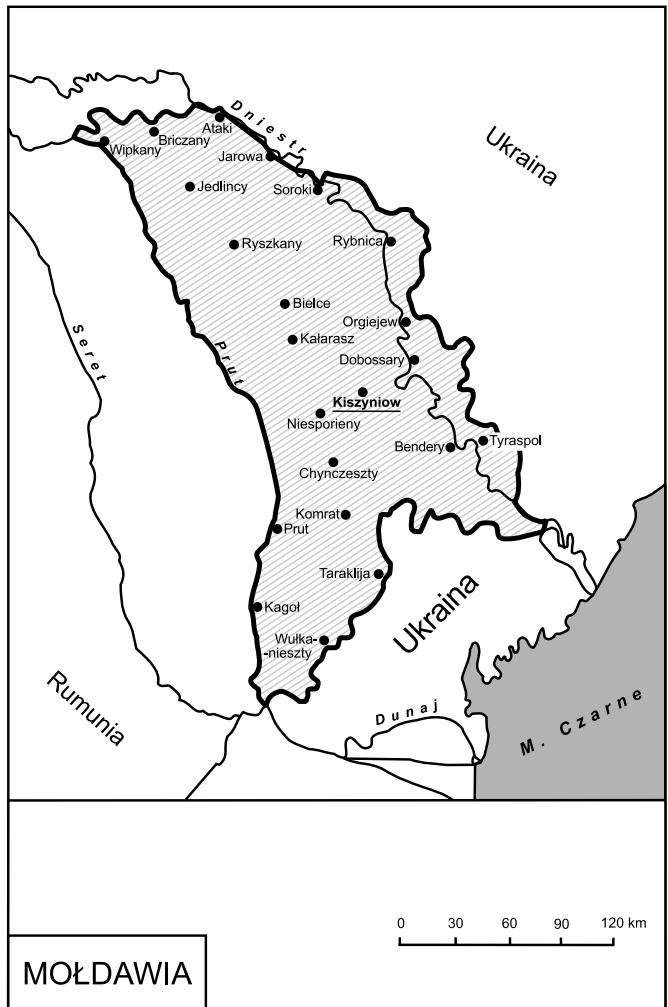 Dniestr
Ataki
Briczany
Wipkany
Jarowa
Ukraina
Jedlincy
Soroki
Ryszkany
Rybnica
Bielce
Seret
Prut
Orgiejew
Kałarasz
Dobossary
Kiszyniow
Niesporieny
Bendery
Tyraspol
Chynczeszty
Komrat
Prut
Taraklija
Kagoł
Ukraina
Wułka-
-nieszty
Rumunia
Dunaj
M. Czarne
0 30 60 90 120 km
MOŁDAWIA